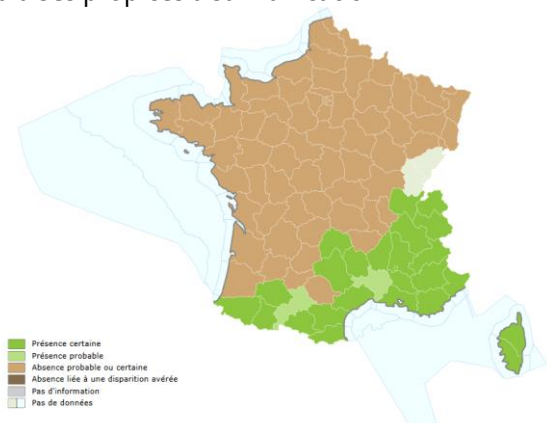 Présence certaine
Présence probable
Absence probable ou certaine
Absence liée à une disparition avérée
Pas d'information
Pas de données